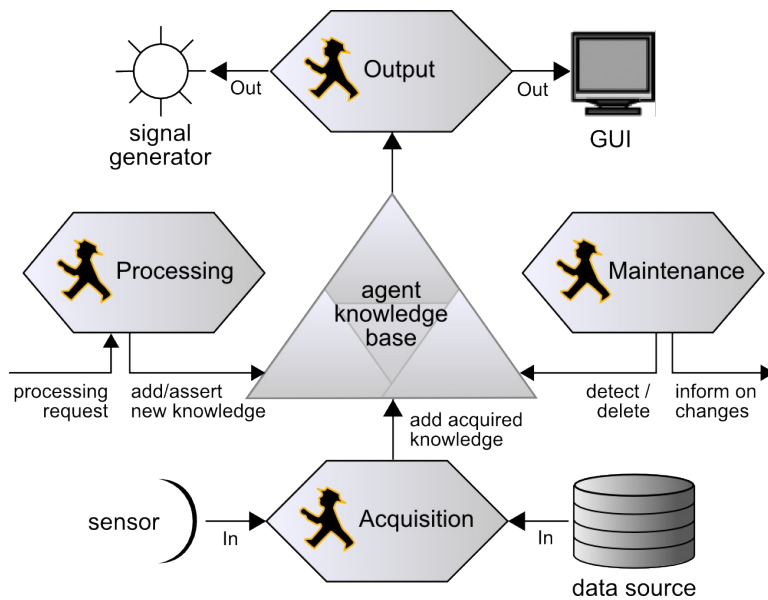 Output
Out
Out
signal
generator
GUI
Processing
Maintenance
agent
knowledge
base
processing
request
add/assert
new knowledge
detect /
delete
inform on
changes
add acquired
knowledge
sensor
In
Acquisition
In
data source